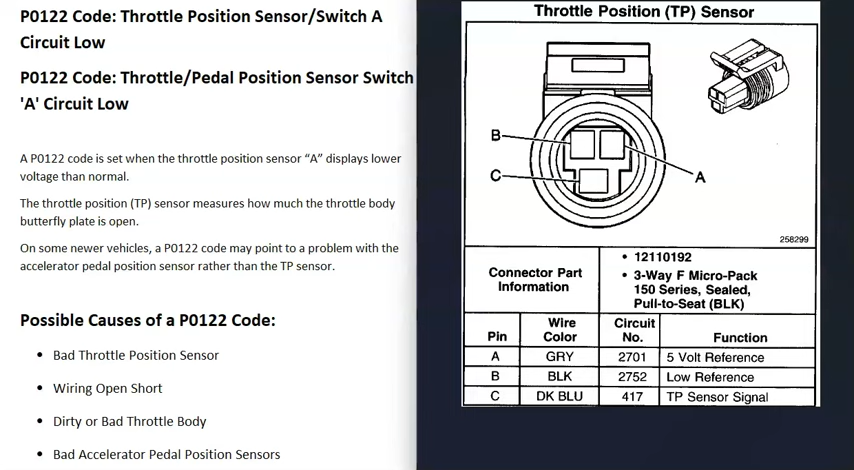 P0122 Code: Throttle Position Sensor/Switch A
Circuit Low
P0122 Code: Throttle/Pedal Position Sensor Switch
'A' Circuit Low
A P0122 code is set when the throttle position sensor “A” displays lower
voltage than normal.
The throttle position (TP) sensor measures how much the throttle body
butterfly plate is open.
On some newer vehicles, a P0122 code may point to a problem with the
accelerator pedal position sensor rather than the TP sensor.
Possible Causes of a P0122 Code:
• Bad Throttle Position Sensor
• Wiring Open Short
• Dirty or Bad Throttle Body
• Bad Accelerator Pedal Position Sensors
Throttle Position (TP) Sensor
B
C
A
258299
Connector Part
Information
• 12110192
• 3-Way F Micro-Pack
150 Series, Sealed,
Pull-to-Seat (BLK)
Pin Wire Color Circuit No. Function
A GRY 2701 5 Volt Reference
B BLK 2752 Low Reference
C DK BLU 417 TP Sensor Signal